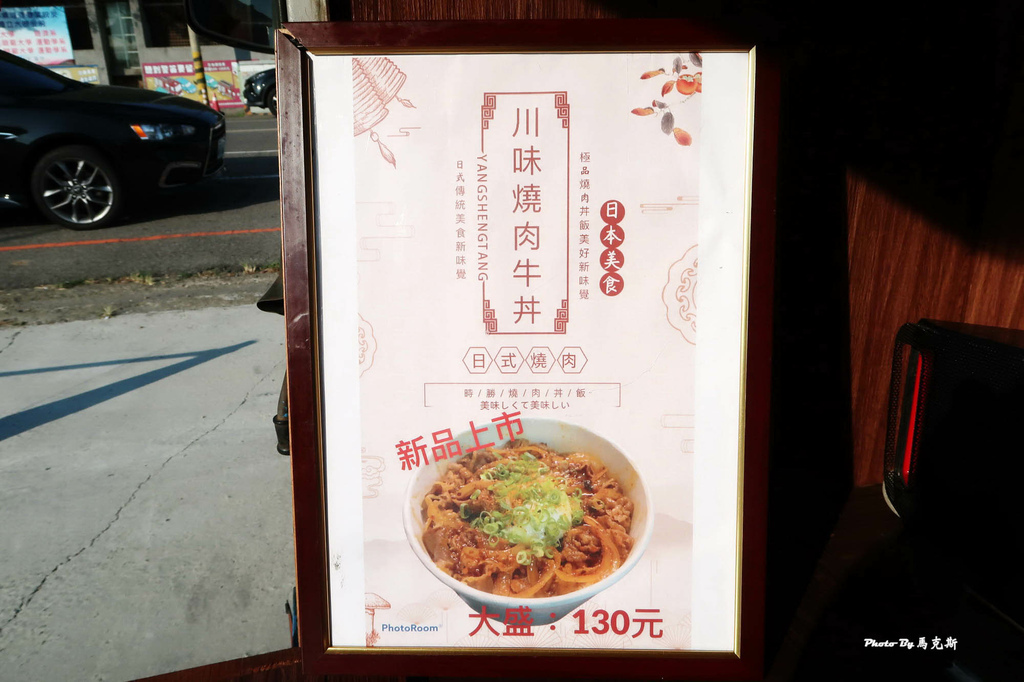 川味燒肉牛丼
YANGSHENGTANG
日式傳統美食新味覺
極品燒肉丼飯美好新味覺
日本美食
日式燒肉
時/勝/燒/肉/丼/飯
美味しくて美味しい
新品上市
大盛：130元
PhotoRoom
Photo By 馬克斯